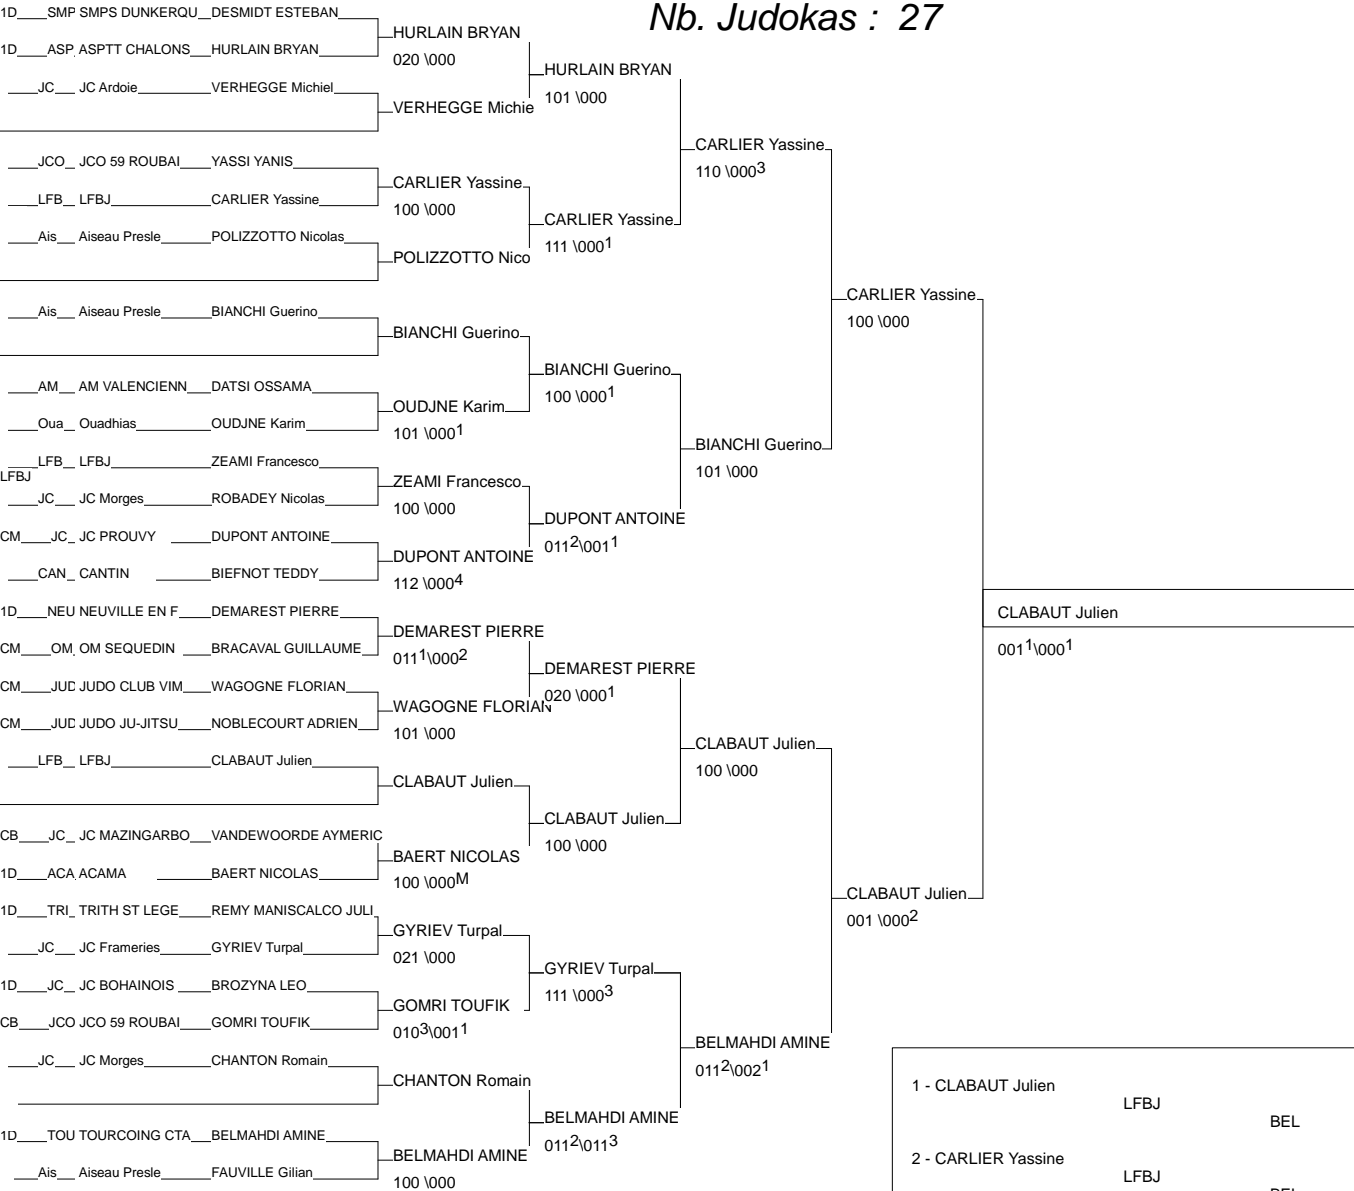 Nb. Judokas :  27
1D SMP SMPS DUNKERQU DESMIDT ESTEBAN
HURLAIN BRYAN
1D ASP ASPTT CHALONS HURLAIN BRYAN
020 \000
HURLAIN BRYAN
JC JC Ardoie VERHEGGE Michiel
101 \000
VERHEGGE Michie
CARLIER Yassine
110 \0003
JCO JCO 59 ROUBAI YASSI YANIS
CARLIER Yassine
LFB LFBJ CARLIER Yassine
100 \000
CARLIER Yassine
Ais Aiseau Presle POLIZZOTTO Nicolas
111 \0001
POLIZZOTTO Nico
CARLIER Yassine
100 \000
Ais Aiseau Presle BIANCHI Guerino
BIANCHI Guerino
BIANCHI Guerino
100 \0001
AM AM VALENCIENN DATSI OSSAMA
OUDJNE Karim
Oua Ouadhias OUDJNE Karim
101 \0001
BIANCHI Guerino
101 \000
LFB LFBJ ZEAMI Francesco
LFBJ
ZEAMI Francesco
JC JC Morges ROBADEY Nicolas
100 \000
DUPONT ANTOINE
CM JC JC PROUVY DUPONT ANTOINE
0112\0011
DUPONT ANTOINE
CAN CANTIN BIEFNOT TEDDY
112 \0004
1D NEU NEUVILLE EN F DEMAREST PIERRE
CLABAUT Julien
0011\0001
DEMAREST PIERRE
CM OM OM SEQUEDIN BRACAVAL GUILLAUME
0111\0002
DEMAREST PIERRE
CM JUD JUDO CLUB VIM WAGOGNE FLORIAN
020 \0001
WAGOGNE FLORIAN
CM JUD JUDO JU-JITSU NOBLECOURT ADRIEN
101 \000
CLABAUT Julien
100 \000
LFB LFBJ CLABAUT Julien
CLABAUT Julien
CLABAUT Julien
100 \000
CB JC JC MAZINGARBO VANDEWOORDE AYMERIC
BAERT NICOLAS
1D ACA ACAMA BAERT NICOLAS
100 \000M
CLABAUT Julien
001 \0002
1D TRI TRITH ST LEGE REMY MANISCALCO JULI
GYRIEV Turpal
JC JC Frameries GYRIEV Turpal
021 \000
GYRIEV Turpal
1D JC JC BOHAINOIS BROZYNA LEO
111 \0003
GOMRI TOUFIK
CB JCO JCO 59 ROUBAI GOMRI TOUFIK
0103\0011
BELMAHDI AMINE
0112\0021
JC JC Morges CHANTON Romain
CHANTON Romain
BELMAHDI AMINE
0112\0113
1D TOU TOURCOING CTA BELMAHDI AMINE
BELMAHDI AMINE
Ais Aiseau Presle FAUVILLE Gilian
100 \000
1 - CLABAUT Julien
LFBJ
BEL
2 - CARLIER Yassine
LFBJ